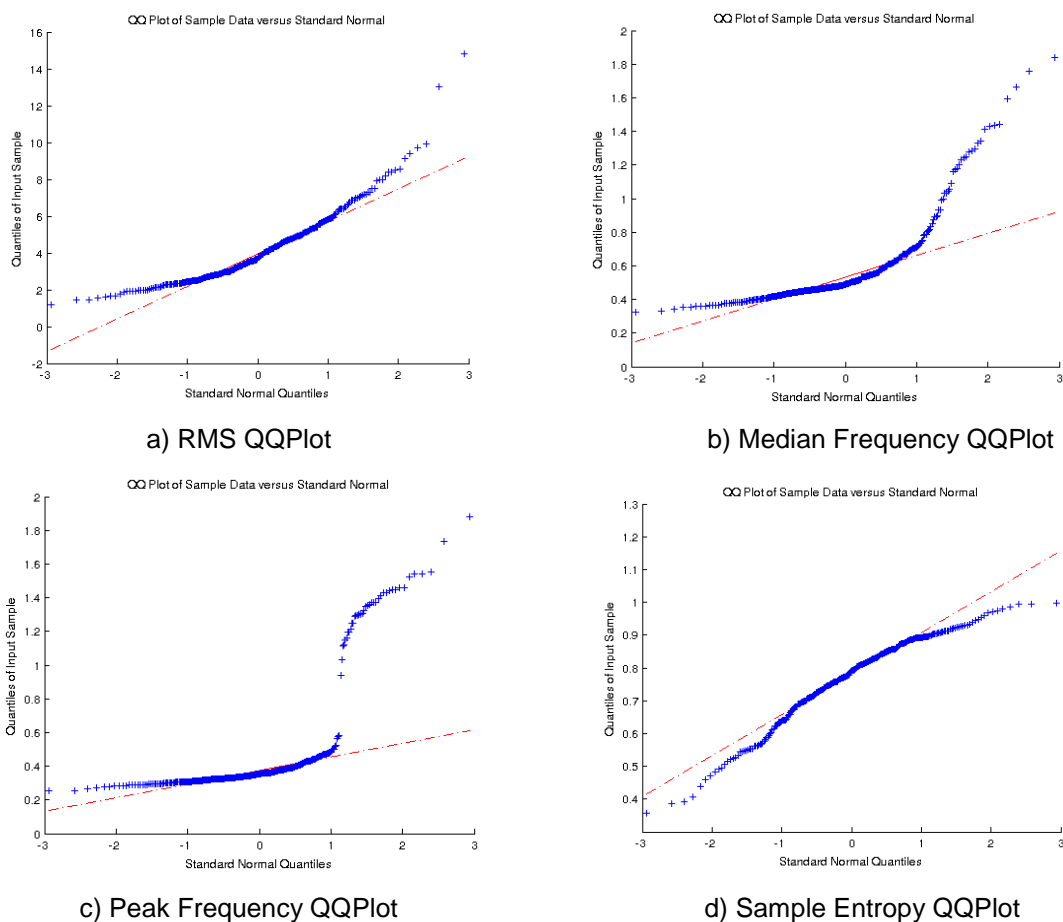 QQ Plot of Sample Data versus Standard Normal
16
14
12
10
8
6
4
2
0
-2
Quantiles of Input Sample
-3 -2 -1 0 1 2 3
Standard Normal Quantiles
a) RMS QQPlot
QQ Plot of Sample Data versus Standard Normal
2
1.8
1.6
1.4
1.2
1
0.8
0.6
0.4
0.2
0
Quantiles of Input Sample
-3 -2 -1 0 1 2 3
Standard Normal Quantiles
b) Median Frequency QQPlot
QQ Plot of Sample Data versus Standard Normal
2
1.8
1.6
1.4
1.2
1
0.8
0.6
0.4
0.2
0
Quantiles of Input Sample
-3 -2 -1 0 1 2 3
Standard Normal Quantiles
c) Peak Frequency QQPlot
QQ Plot of Sample Data versus Standard Normal
1.3
1.2
1.1
1
0.9
0.8
0.7
0.6
0.5
0.4
Quantiles of Input Sample
-3 -2 -1 0 1 2 3
Standard Normal Quantiles
d) Sample Entropy QQPlot